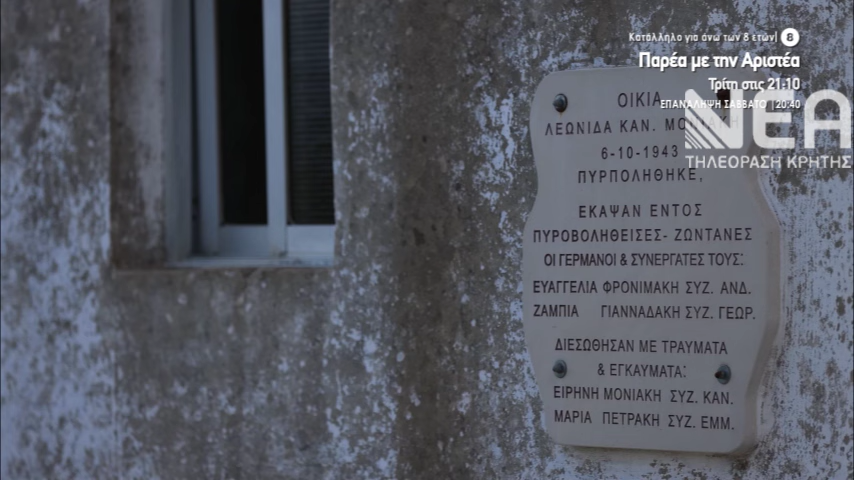 Κατάλληλο για άνω των 8 ετών| 8
Παρέα με την Αριστέα
Τρίτη στις 21·10
ΕΠΑΝΑΛΗΨΗ ΣΑΒΒΑΤΟ |20:40
ΝΕΑ
ΤΗΛΕΟΡΑΣΗ ΚΡΗΤΗΣ
ΟΙΚΙΑ
ΛΕΩΝΙΔΑ ΚΑΝ. ΜΟΝΙΑΚΗ
6-10-1943
ΠΥΡΠΟΛΗΘΗΚΕ,
ΕΚΑΨΑΝ ΕΝΤΟΣ
ΠΥΡΟΒΟΛΗΘΕΙΣΕΣ- ΖΩΝΤΑΝΕΣ
ΟΙ ΓΕΡΜΑΝΟΙ & ΣΥΝΕΡΓΑΤΕΣ ΤΟΥΣ:
ΕΥΑΓΓΕΛΙΑ ΦΡΟΝΙΜΑΚΗ ΣΥΖ. ΑΝΔ.
ΖΑΜΠΙΑ ΓΙΑΝΝΑΔΑΚΗ ΣΥΖ. ΓΕΩΡ.
ΔΙΕΣΩΘΗΣΑΝ ΜΕ ΤΡΑΥΜΑΤΑ
& ΕΓΚΑΥΜΑΤΑ:
ΕΙΡΗΝΗ ΜΟΝΙΑΚΗ ΣΥΖ. ΚΑΝ.
ΜΑΡΙΑ ΠΕΤΡΑΚΗ ΣΥΖ. ΕΜΜ.